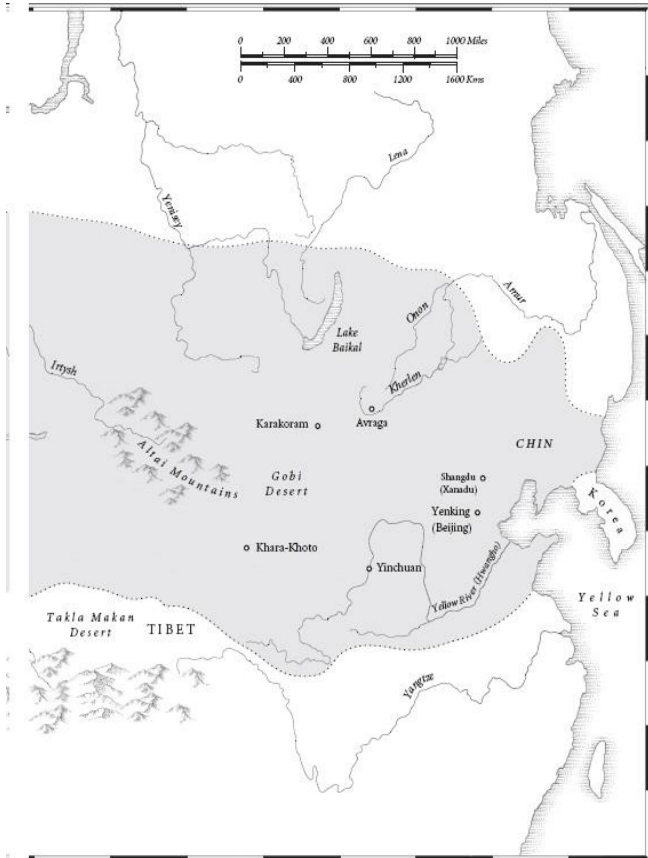 0 200 400 600 800 1000 Miles
0 400 800 1200 1600 Kms
Lena
Yenisey
Amur
Onon
Lake
Baikal
Irtysh
Kherlen
Karakoram
Avraga
Altai Mountains
CHIN
Gobi
Desert
Shangdu
(Xanadu)
Korea
Yenking
(Beijing)
Khara-Khoto
Yinchuan
Yellow River (Hwangho)
Yellow
Sea
Takla Makan
Desert
TIBET
Yangtze